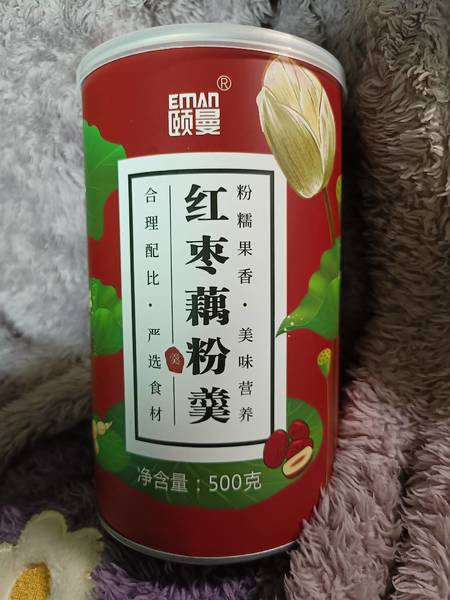 EMAN®
颐曼
粉糯果香·美味营养
红枣藕粉羹
羹
合理配比·严选食材
净含量：500克